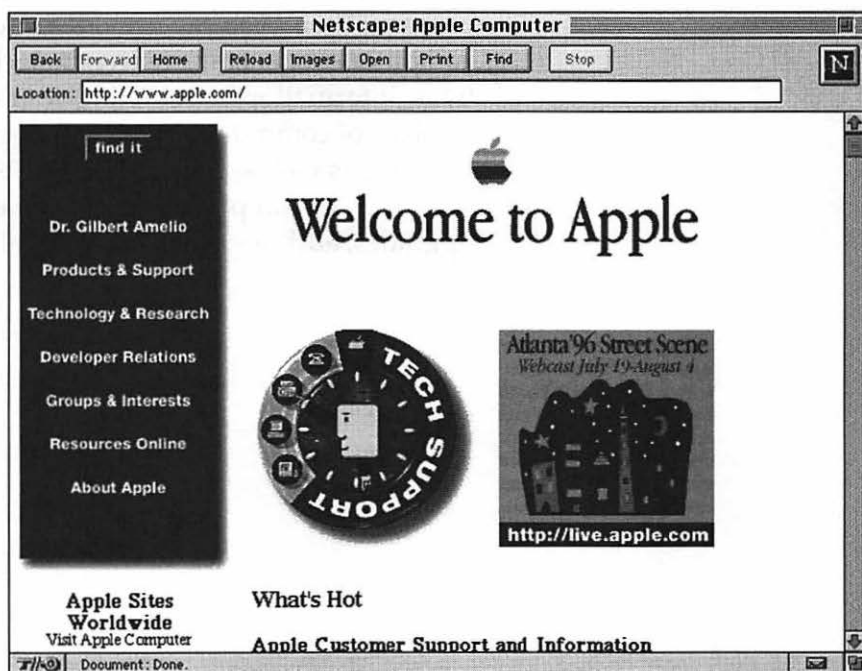 Netscape: Apple Computer
Back Forward Home Reload Images Open Print Find Stop
N
Location: http://www.apple.com/
find it
Dr. Gilbert Amelio
Products & Support
Technology & Research
Developer Relations
Groups & Interests
Resources Online
About Apple
Apple Sites
Worldwide
Visit Apple Computer
Welcome to Apple
TECH SUPPORT
Atlanta'96 Street Scene
Webcast July 19-August 4
http://live.apple.com
What's Hot
Apple Customer Support and Information
Document: Done.